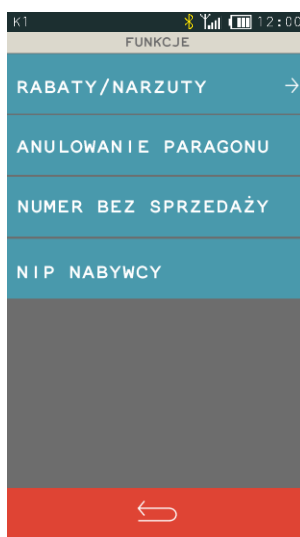 K1 12:00
FUNKCJE
RABATY/NARZUTY
ANULOWANIE PARAGONU
NUMER BEZ SPRZEDAŻY
NIP NABYWCY